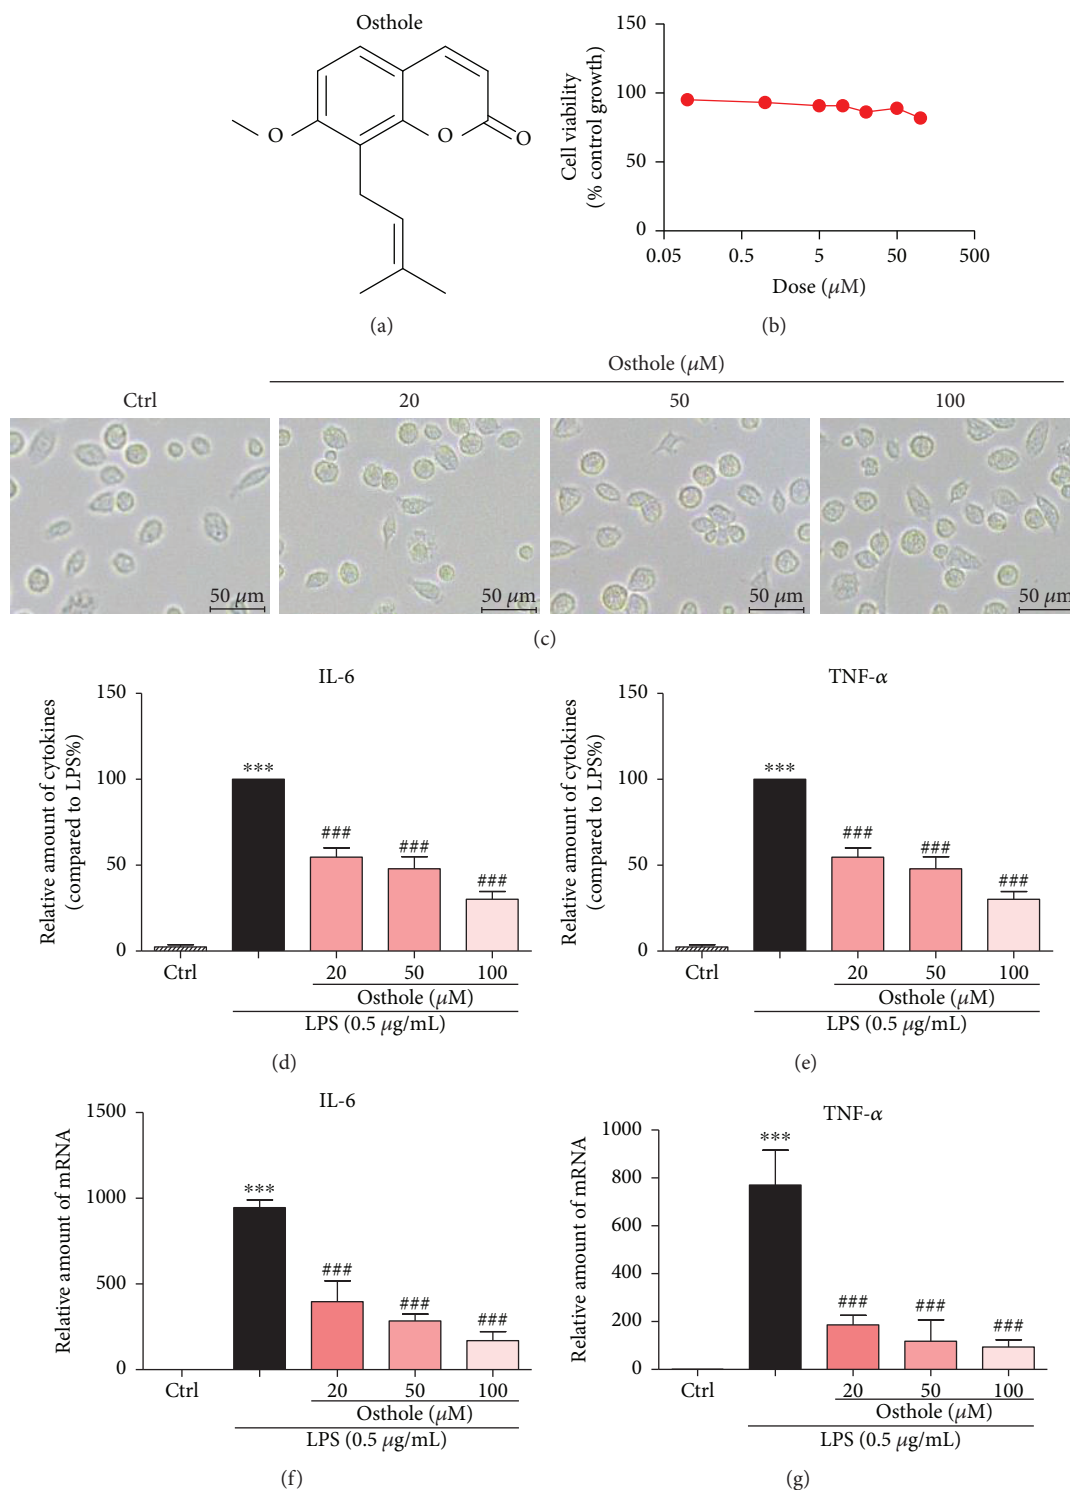 Osthole
O
O
O
(a)
Cell viability
(% control growth)
150
100
50
0
0.05 0.5 5 50 500
Dose (μM)
(b)
Osthole (μM)
Ctrl 20 50 100
50 μm 50 μm 50 μm 50 μm
(c)
IL-6
Relative amount of cytokines
(compared to LPS%)
150
100
50
0
***
###
###
###
Ctrl 20 50 100
Osthole (μM)
LPS (0.5 μg/mL)
(d)
TNF-α
Relative amount of cytokines
(compared to LPS%)
150
100
50
0
***
###
###
###
Ctrl 20 50 100
Osthole (μM)
LPS (0.5 μg/mL)
(e)
IL-6
Relative amount of mRNA
1500
1000
500
0
***
###
###
###
Ctrl 20 50 100
Osthole (μM)
LPS (0.5 μg/mL)
(f)
TNF-α
Relative amount of mRNA
1000
800
600
400
200
0
***
###
###
###
Ctrl 20 50 100
Osthole (μM)
LPS (0.5 μg/mL)
(g)